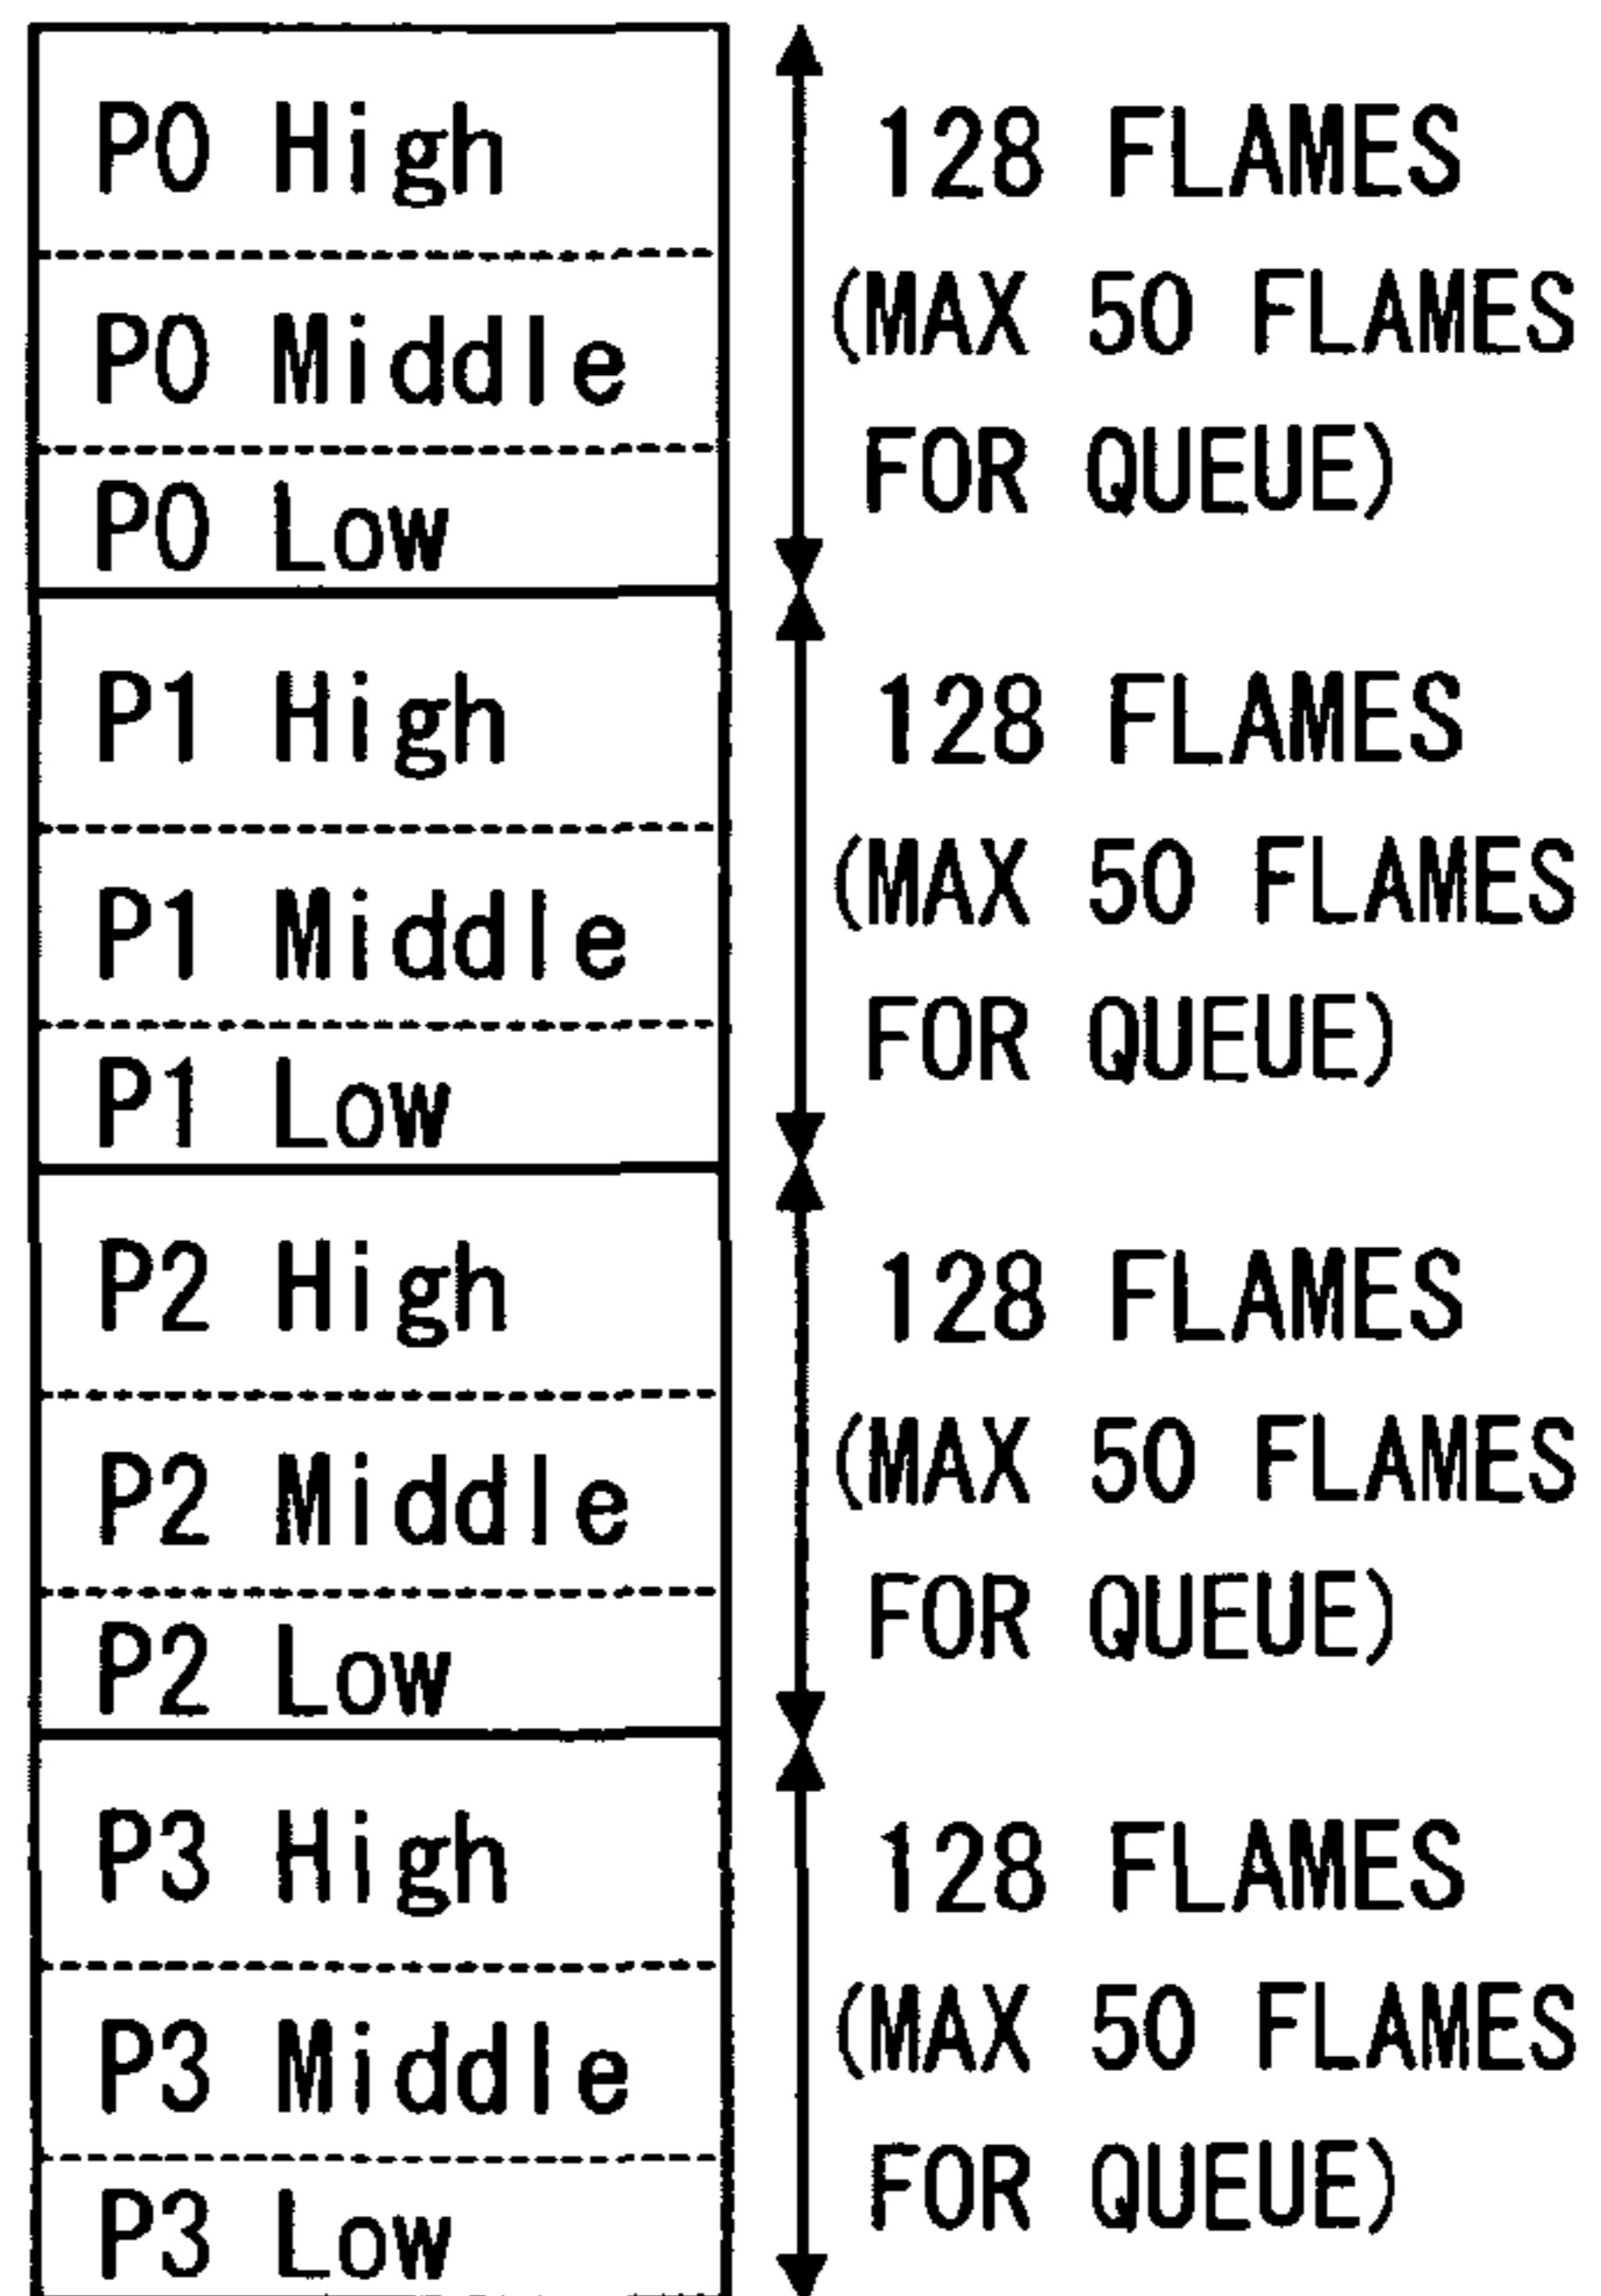 P0 High
P0 Middle
P0 Low
128 FLAMES
(MAX 50 FLAMES
FOR QUEUE)
P1 High
P1 Middle
P1 Low
128 FLAMES
(MAX 50 FLAMES
FOR QUEUE)
P2 High
P2 Middle
P2 Low
128 FLAMES
(MAX 50 FLAMES
FOR QUEUE)
P3 High
P3 Middle
P3 Low
128 FLAMES
(MAX 50 FLAMES
FOR QUEUE)